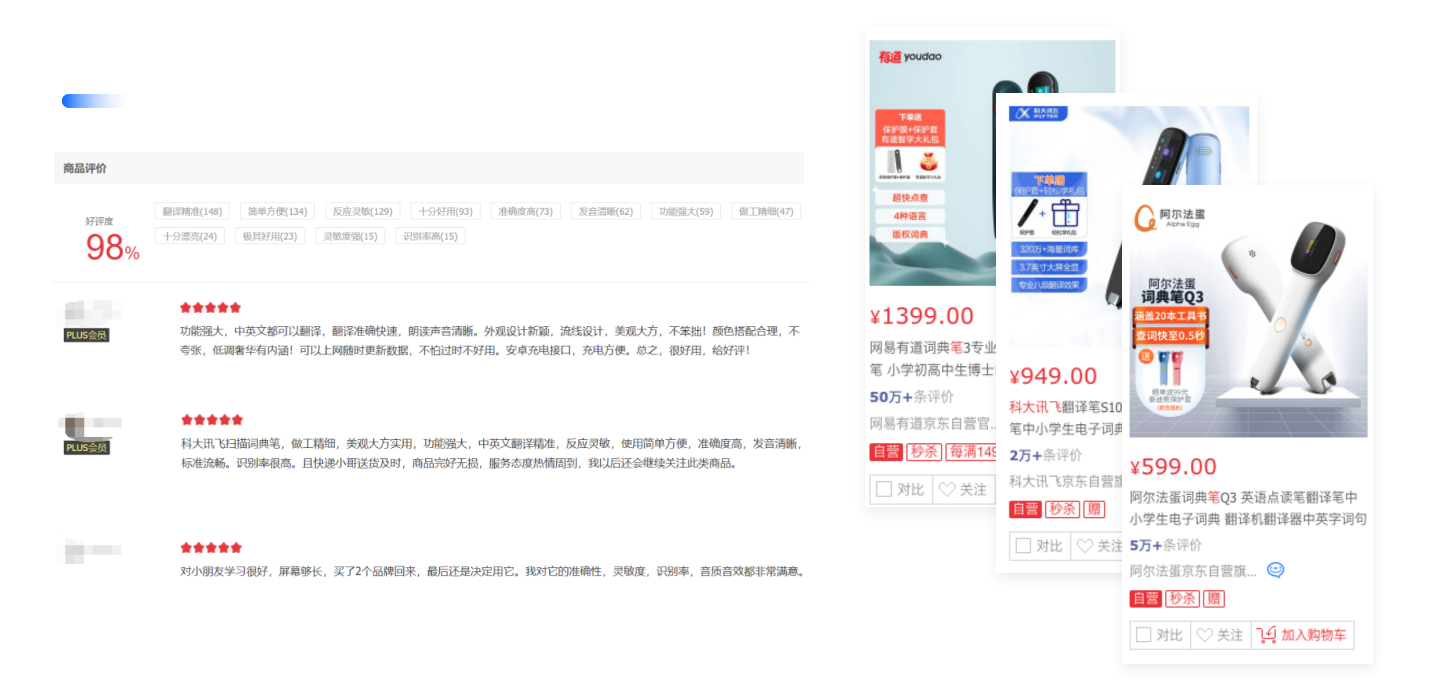 商品评价
好评度
98%
翻译精准(148)
简单方便(134)
反应灵敏(129)
十分好用(93)
准确度高(73)
发音清晰(62)
功能强大(59)
做工精细(47)
十分漂亮(24)
极其好用(23)
灵敏度强(15)
识别率高(15)
PLUS会员
功能强大，中英文都可以翻译，翻译准确快速，朗读声音清晰。外观设计新颖，流线设计，美观大方，不笨拙！颜色搭配合理，不
夸张，低调奢华有内涵！可以上网随时更新数据，不怕过时不好用。安卓充电接口，充电方便。总之，很好用，给好评！
PLUS会员
科大讯飞扫描词典笔，做工精细，美观大方实用，功能强大，中英文翻译精准，反应灵敏，使用简单方便，准确度高，发音清晰，
标准流畅。识别率很高。且快递小哥送货及时，商品完好无损，服务态度热情周到，我以后还会继续关注此类商品。
对小朋友学习很好，屏幕够长，买了2个品牌回来，最后还是决定用它。我对它的准确性，灵敏度，识别率，音质音效都非常满意。
有道 youdao
下单送
保护膜+保护套
有道智学大礼包
超快点查
4种语言
版权词典
¥1399.00
网易有道词典笔3专业
笔 小学初高中生博士
50万+条评价
网易有道京东自营官...
自营
秒杀
每满149
对比
关注
科大讯飞
iFLYTEK
下单赠
保护套+轻松学礼包
+
保护套
轻松学礼包
320万+海量词库
3.7英寸大屏全显
专业八级翻译效果
¥949.00
科大讯飞翻译笔S10
笔中小学生电子词典
2万+条评价
科大讯飞京东自营旗
自营
秒杀
赠
对比
关注
阿尔法蛋
Alpha Egg
阿尔法蛋
词典笔Q3
涵盖20本工具书
查词快至0.5秒
送
晒单送99元
¥599.00
阿尔法蛋词典笔Q3 英语点读笔翻译笔中
小学生电子词典 翻译机翻译器中英字词句
5万+条评价
阿尔法蛋京东自营旗...
自营
秒杀
赠
对比
关注
加入购物车